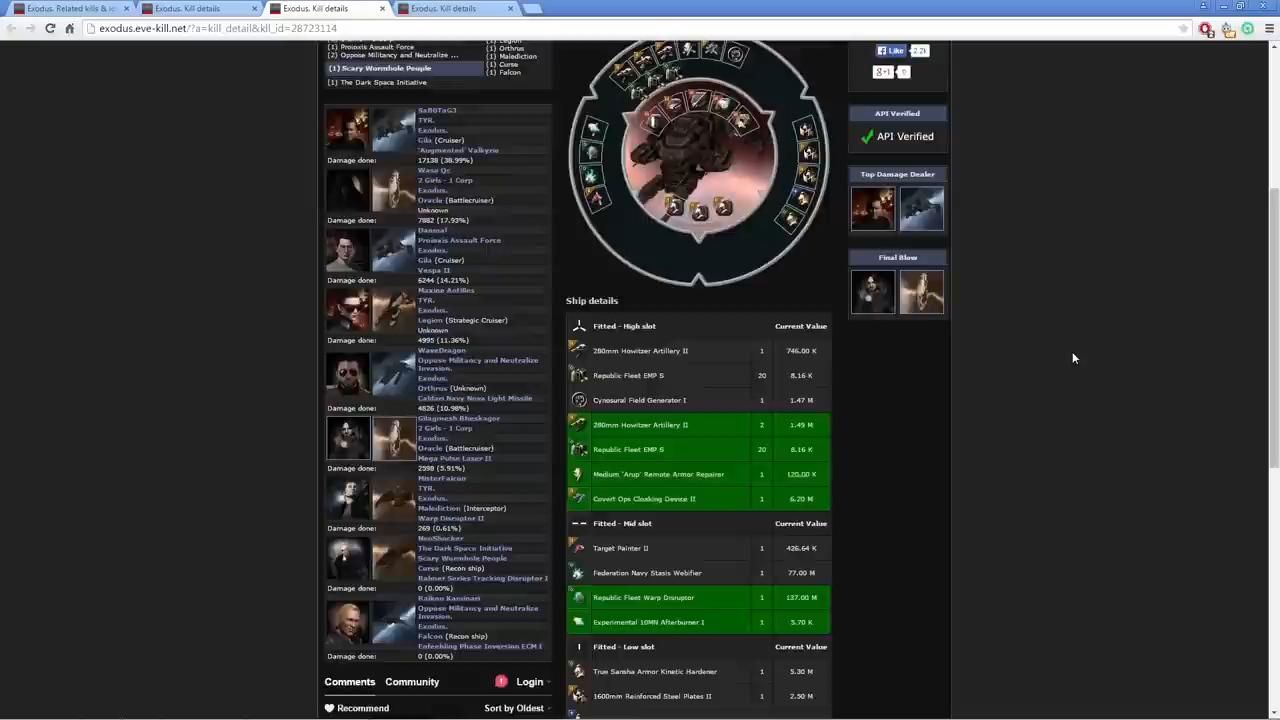 Exodus. Related kills & lo
Exodus. Kill details
Exodus. Kill details
Exodus. Kill details
exodus.eve-kill.net/?a=kill_detail&kll_id=28723114
(1) Proioxis Assault Force
(2) Oppose Militancy and Neutralize ...
(1) Scary Wormhole People
(1) The Dark Space Initiative
(1) Legion
(1) Orthrus
(1) Malediction
(1) Curse
(1) Falcon
TYR.
Exodus.
Gila (Cruiser)
'Augmented' Valkyrie
Damage done:
17138 (38.99%)
2 Girls - 1 Corp
Exodus.
Oracle (Battlecruiser)
Unknown
Damage done:
7882 (17.93%)
Proioxis Assault Force
Exodus.
Gila (Cruiser)
Vespa II
Damage done:
6244 (14.21%)
Maxine Antilles
TYR.
Exodus.
Legion (Strategic Cruiser)
Unknown
Damage done:
4995 (11.36%)
WaveDragon
Oppose Militancy and Neutralize
Invasion.
Exodus.
Orthrus (Unknown)
Caldari Navy Nova Light Missile
Damage done:
4826 (10.98%)
2 Girls - 1 Corp
Exodus.
Oracle (Battlecruiser)
Mega Pulse Laser II
Damage done:
2598 (5.91%)
MisterFalcon
TYR.
Exodus.
Malediction (Interceptor)
Warp Disruptor II
Damage done:
269 (0.61%)
NeoShocker
The Dark Space Initiative
Scary Wormhole People
Curse (Recon ship)
Balmer Series Tracking Disruptor I
Damage done:
0 (0.00%)
Oppose Militancy and Neutralize
Invasion.
Exodus.
Falcon (Recon ship)
Enfeebling Phase Inversion ECM I
Damage done:
0 (0.00%)
Comments
Community
Login
Recommend
Sort by Oldest
Ship details
Fitted - High slot Current Value
280mm Howitzer Artillery II 1 746.00 K
Republic Fleet EMP S 20 8.16 K
Cynosural Field Generator I 1 1.47 M
280mm Howitzer Artillery II 2 1.49 M
Republic Fleet EMP S 20 8.16 K
Medium 'Arup' Remote Armor Repairer 1 120.00 K
Covert Ops Cloaking Device II 1 6.20 M
Fitted - Mid slot Current Value
Target Painter II 1 426.64 K
Federation Navy Stasis Webifier 1 77.00 M
Republic Fleet Warp Disruptor 1 137.00 M
Experimental 10MN Afterburner I 1 3.70 K
Fitted - Low slot Current Value
True Sansha Armor Kinetic Hardener 1 5.30 M
1600mm Reinforced Steel Plates II 1 2.50 M
Like 2.2k
g+1 0
API Verified
API Verified
Top Damage Dealer
Final Blow